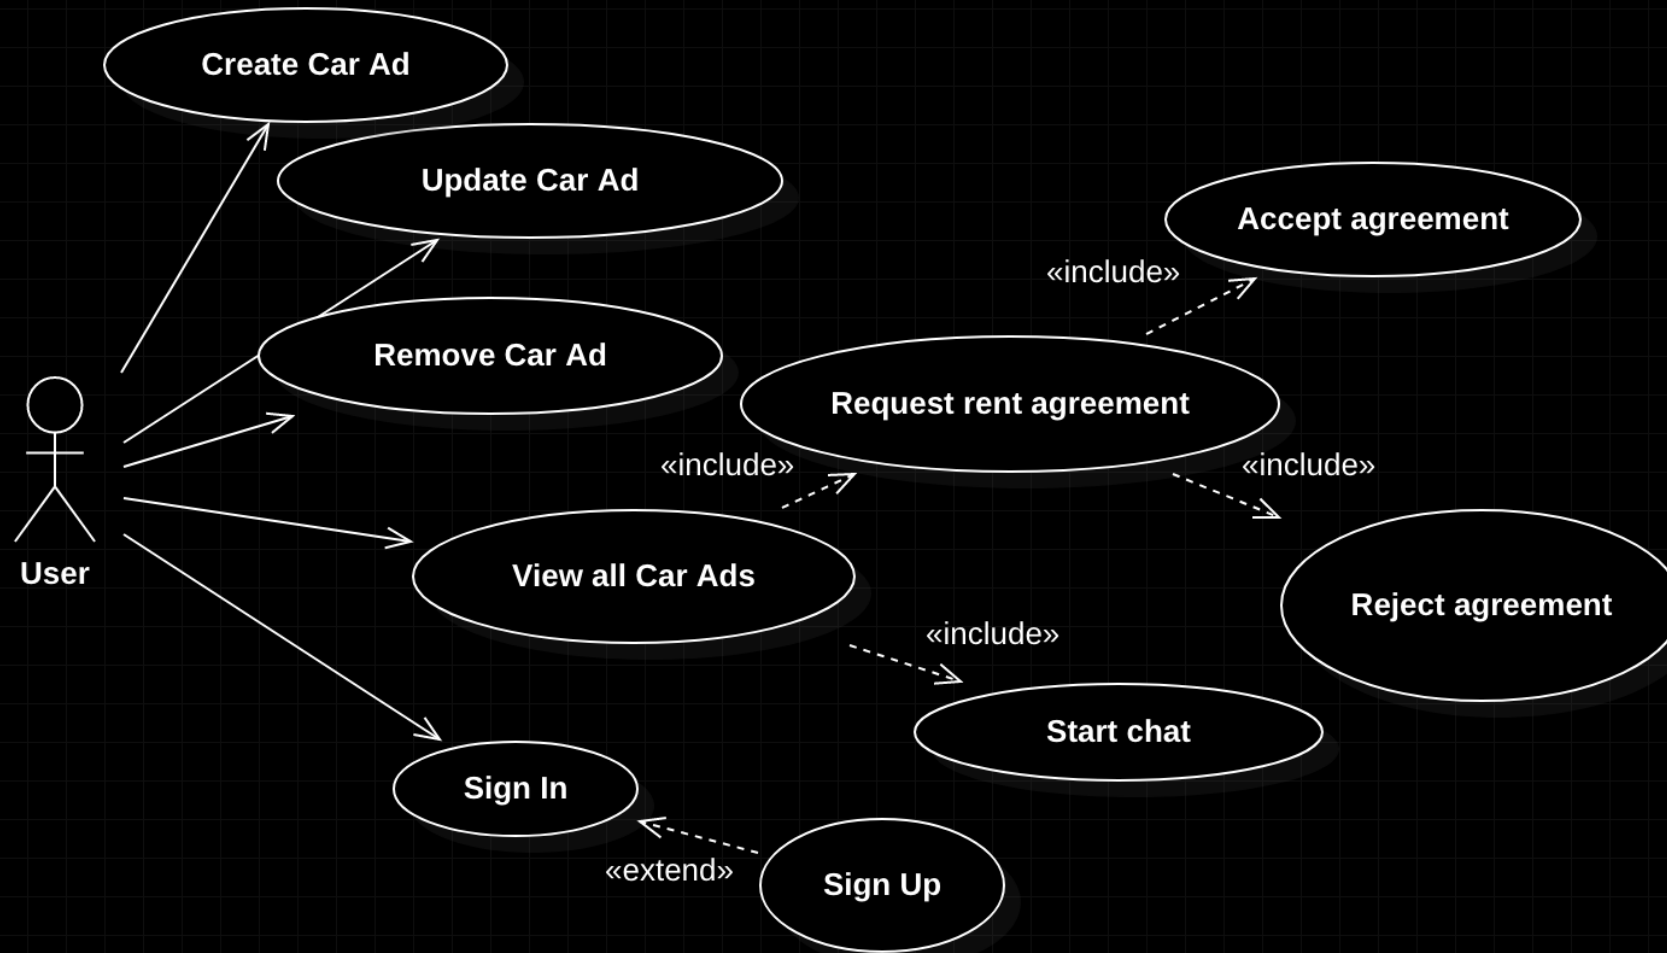 Create Car Ad
Update Car Ad
Accept agreement
«include»
Remove Car Ad
Request rent agreement
«include»
«include»
User
View all Car Ads
Reject agreement
«include»
Start chat
Sign In
«extend»
Sign Up